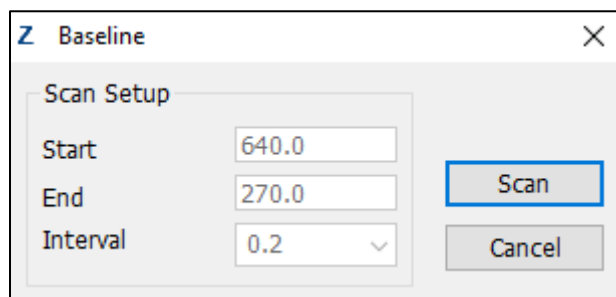 Z Baseline
Scan Setup
Start 640.0
End 270.0
Interval 0.2
Scan
Cancel